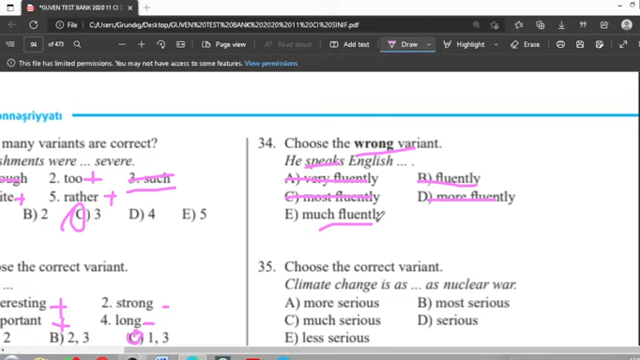 *GUVEN TEST BANK 2020 11 CI S
File | C:/Users/Grundig/Desktop/GUVEN%20TEST%20BANK%202020%2011%20CI%20SINIF.pdf
94 of 473
Page view
Read aloud
Add text
Draw
Highlight
Erase
This file has limited permissions. You may not have access to some features. View permissions
nnəşriyyatı
many variants are correct?
shments were ... severe.
ough 2. too + 3. such
ite + 5. rather +
B) 2 C) 3 D) 4 E) 5
ose the correct variant.
...
eresting + 2. strong -
portant + 4. long -
2 B) 2, 3 C) 1, 3
34. Choose the wrong variant.
He speaks English ... .
A) very fluently B) fluently
C) most fluently D) more fluently
E) much fluently
35. Choose the correct variant.
Climate change is as ... as nuclear war.
A) more serious B) most serious
C) much serious D) serious
E) less serious